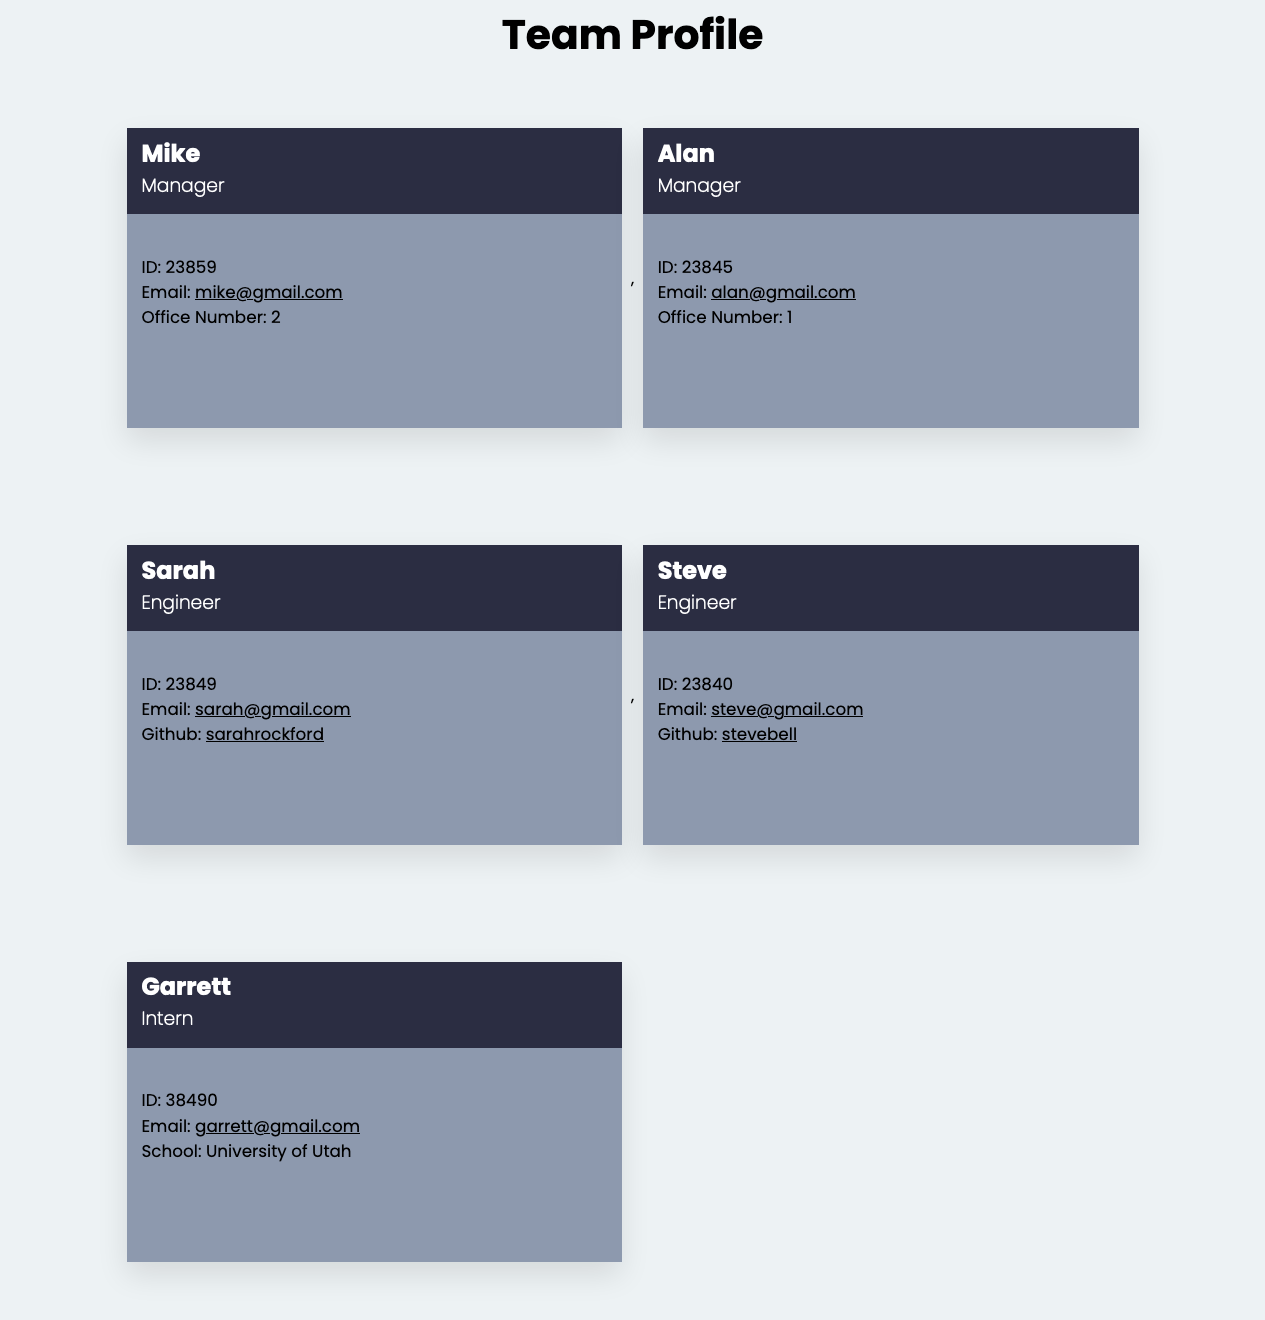 Team Profile
Mike
Manager
ID: 23859
Email: mike@gmail.com
Office Number: 2
,
Alan
Manager
ID: 23845
Email: alan@gmail.com
Office Number: 1
Sarah
Engineer
ID: 23849
Email: sarah@gmail.com
Github: sarahrockford
,
Steve
Engineer
ID: 23840
Email: steve@gmail.com
Github: stevebell
Garrett
Intern
ID: 38490
Email: garrett@gmail.com
School: University of Utah